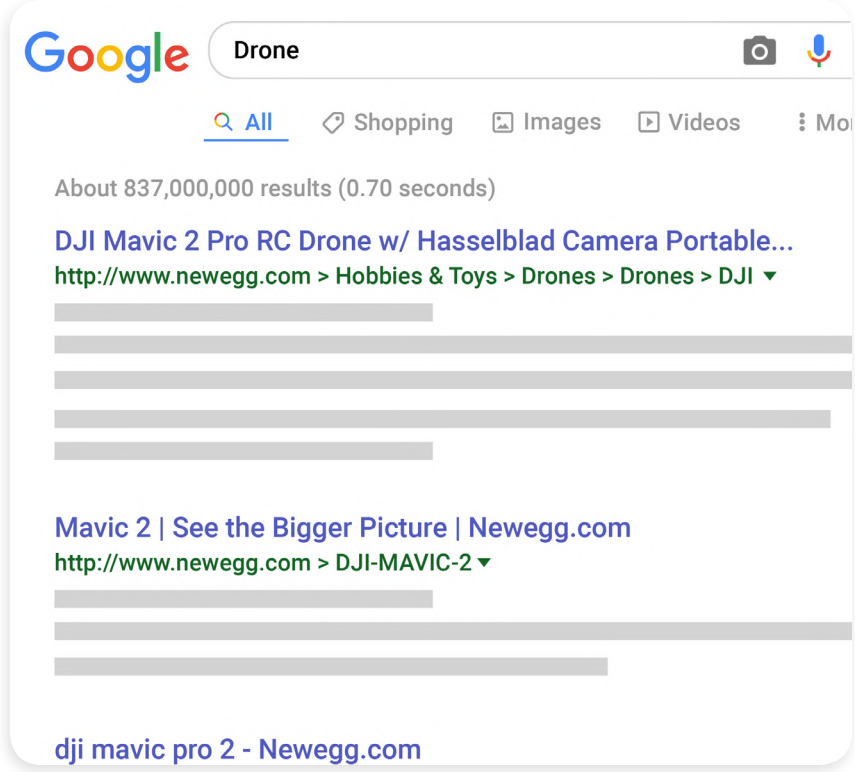 Google
Drone
All Shopping Images Videos Mor
About 837,000,000 results (0.70 seconds)
DJI Mavic 2 Pro RC Drone w/ Hasselblad Camera Portable...
http://www.newegg.com > Hobbies & Toys > Drones > Drones > DJI
Mavic 2 | See the Bigger Picture | Newegg.com
http://www.newegg.com > DJI-MAVIC-2
dji mavic pro 2 - Newegg.com